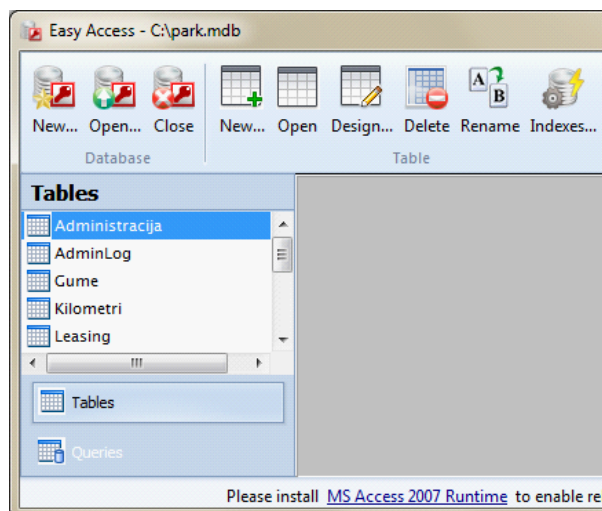 Easy Access - C:\park.mdb
New... Open... Close New... Open Design... Delete Rename Indexes...
Database Table
Tables
Administracija
AdminLog
Gume
Kilometri
Leasing
Tables
Queries
Please install MS Access 2007 Runtime to enable re